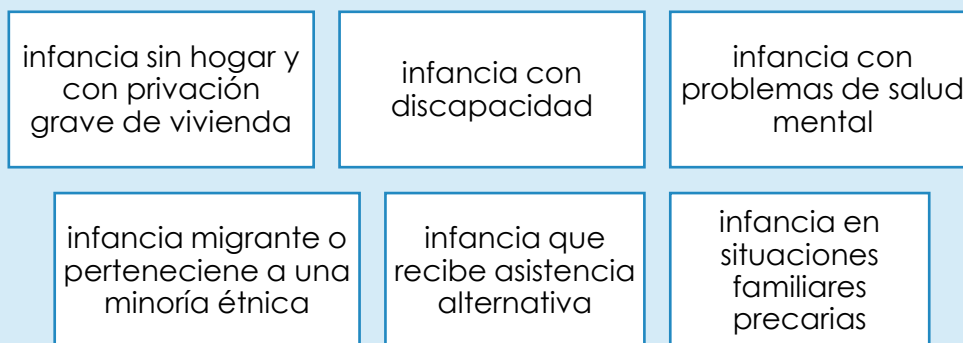 infancia sin hogar y
con privación
grave de vivienda
infancia con
discapacidad
infancia con
problemas de salud
mental
infancia migrante o
perteneciene a una
minoría étnica
infancia que
recibe asistencia
alternativa
infancia en
situaciones
familiares
precarias